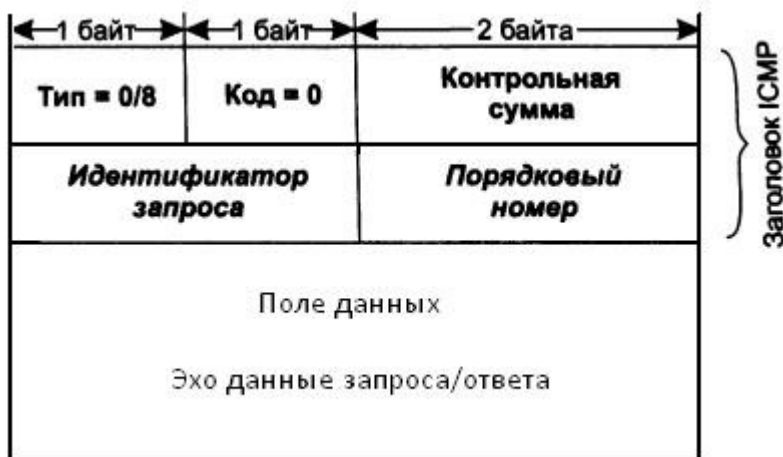 1 байт 1 байт 2 байта
Тип = 0/8 Код = 0 Контрольная
сумма
Идентификатор
запроса
Порядковый
номер
Поле данных
Эхо данные запроса/ответа
Заголовок ICMP